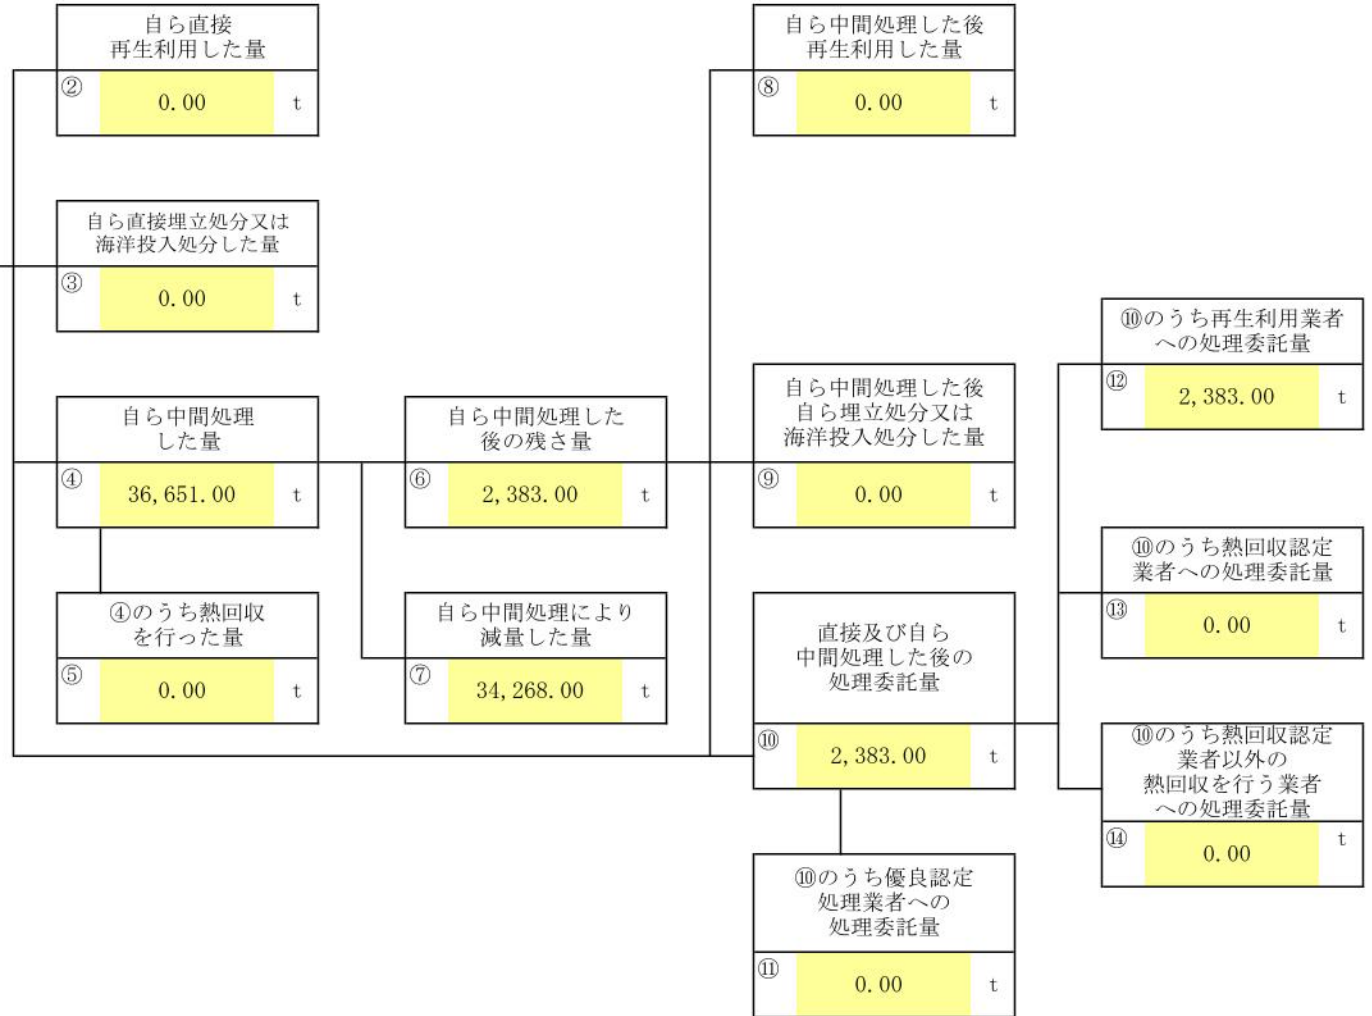 自ら直接
再生利用した量
② 0.00 t
自ら中間処理した後
再生利用した量
⑧ 0.00 t
自ら直接埋立処分又は
海洋投入処分した量
③ 0.00 t
⑩のうち再生利用業者
への処理委託量
⑫ 2,383.00 t
自ら中間処理
した量
④ 36,651.00 t
自ら中間処理した
後の残さ量
⑥ 2,383.00 t
自ら中間処理した後
自ら埋立処分又は
海洋投入処分した量
⑨ 0.00 t
⑩のうち熱回収認定
業者への処理委託量
⑬ 0.00 t
④のうち熱回収
を行った量
⑤ 0.00 t
自ら中間処理により
減量した量
⑦ 34,268.00 t
直接及び自ら
中間処理した後の
処理委託量
⑩ 2,383.00 t
⑩のうち熱回収認定
業者以外の
熱回収を行う業者
への処理委託量
⑭ 0.00 t
⑩のうち優良認定
処理業者への
処理委託量
⑪ 0.00 t